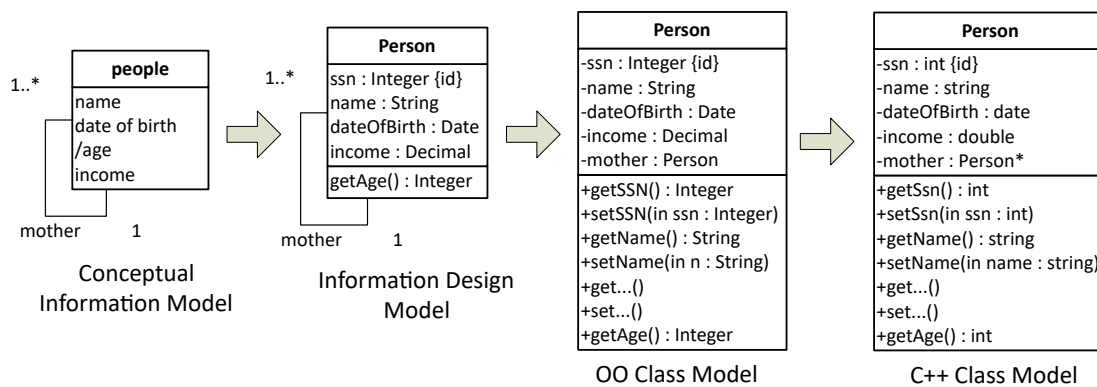 people
name
date of birth
/age
income
1..*
mother
1
Conceptual
Information Model
Person
ssn : Integer {id}
name : String
dateOfBirth : Date
income : Decimal
getAge() : Integer
1..*
mother
1
Information Design
Model
Person
-ssn : Integer {id}
-name : String
-dateOfBirth : Date
-income : Decimal
-mother : Person
+getSSN() : Integer
+setSSN(in ssn : Integer)
+getName() : String
+setName(in n : String)
+get...()
+set...()
+getAge() : Integer
OO Class Model
Person
-ssn : int {id}
-name : string
-dateOfBirth : date
-income : double
-mother : Person*
+getSsn() : int
+setSsn(in ssn : int)
+getName() : string
+setName(in name : string)
+get...()
+set...()
+getAge() : int
C++ Class Model